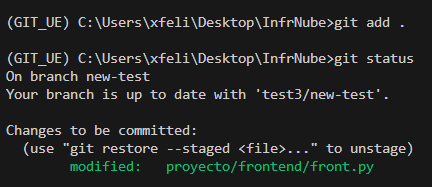 (GIT_UE) C:\Users\xfeli\Desktop\InfrNube>git add .
(GIT_UE) C:\Users\xfeli\Desktop\InfrNube>git status
On branch new-test
Your branch is up to date with 'test3/new-test'.
Changes to be committed:
(use "git restore --staged <file>..." to unstage)
modified: proyecto/frontend/front.py